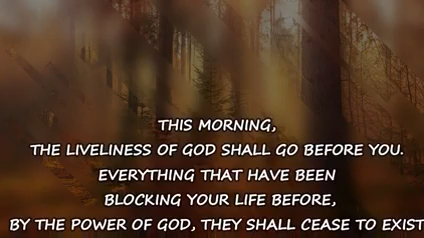 THIS MORNING,
THE LIVELINESS OF GOD SHALL GO BEFORE YOU.
EVERYTHING THAT HAVE BEEN
BLOCKING YOUR LIFE BEFORE,
BY THE POWER OF GOD, THEY SHALL CEASE TO EXIST